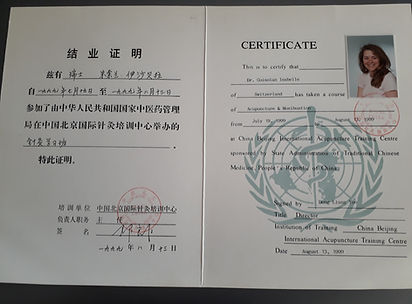 结业证明
兹有 瑞士
自一九九九年七月十九日至一九九九年八月十三日
参加了由中华人民共和国国家中医药管理
局在中国北京国际针灸培训中心举办的
针灸学习班
特此证明。
培训单位 中国北京国际针灸培训中心
负责人职务 主任
签名
一九九九年八月十三日
CERTIFICATE
This is to certify that
Dr. Isabelle
of Switzerland has taken a course
of Acupuncture & Moxibustion
from July 19, 1999 to August 13, 1999
in China Beijing International Acupuncture Training Centre
sponsored by State Administration of Traditional Chinese
Medicine People's Republic of China.
Signed by
Title Director
Institution of Training China Beijing
International Acupuncture Training Centre
Date August 13, 1999